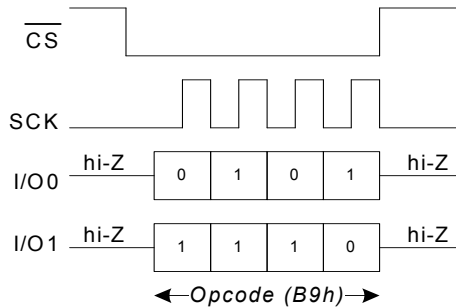 CS
SCK
hi-Z hi-Z
I/O0 0 1 0 1
hi-Z hi-Z
I/O1 1 1 1 0
Opcode (B9h)